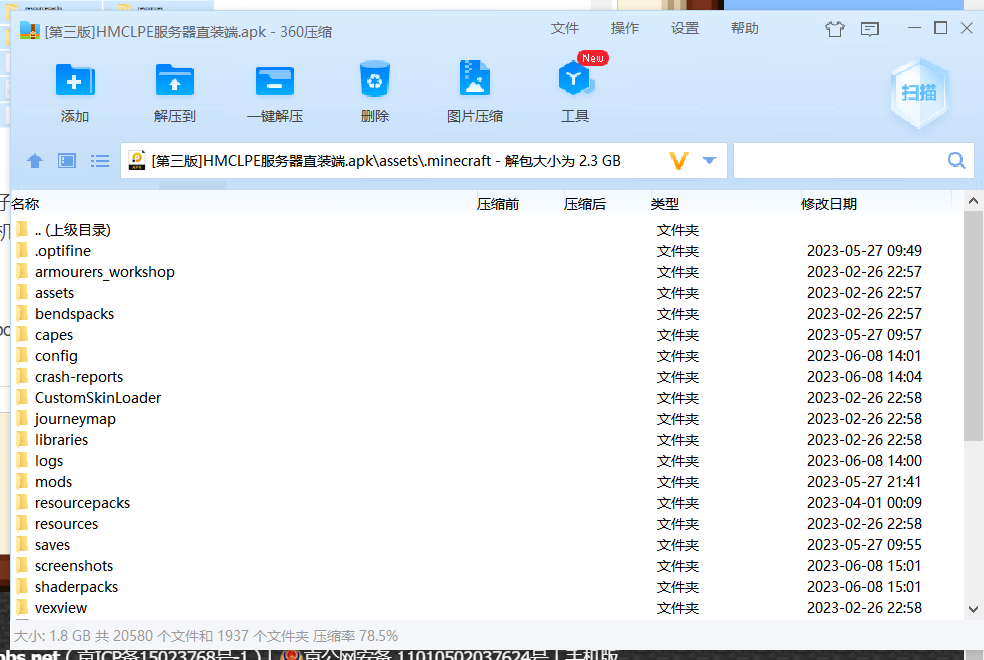 [第三版]HMCLPE服务器直装端.apk - 360压缩
文件 操作 设置 帮助
New
添加 解压到 一键解压 删除 图片压缩 工具
扫描
[第三版]HMCLPE服务器直装端.apk\assets\.minecraft - 解包大小为 2.3 GB
名称 压缩前 压缩后 类型 修改日期
.. (上级目录) 文件夹
.optifine 文件夹 2023-05-27 09:49
armourers_workshop 文件夹 2023-02-26 22:57
assets 文件夹 2023-02-26 22:57
bendspacks 文件夹 2023-02-26 22:57
capes 文件夹 2023-05-27 09:57
config 文件夹 2023-06-08 14:01
crash-reports 文件夹 2023-06-08 14:04
CustomSkinLoader 文件夹 2023-02-26 22:58
journeymap 文件夹 2023-02-26 22:58
libraries 文件夹 2023-02-26 22:58
logs 文件夹 2023-06-08 14:00
mods 文件夹 2023-05-27 21:41
resourcepacks 文件夹 2023-04-01 00:09
resources 文件夹 2023-02-26 22:58
saves 文件夹 2023-05-27 09:55
screenshots 文件夹 2023-06-08 15:01
shaderpacks 文件夹 2023-06-08 15:01
vexview 文件夹 2023-02-26 22:58
大小: 1.8 GB 共 20580 个文件和 1937 个文件夹 压缩率 78.5%
bbs.net ( 京ICP备15023768号-1 ) | 京公网安备 11010502037624号 | 手机版